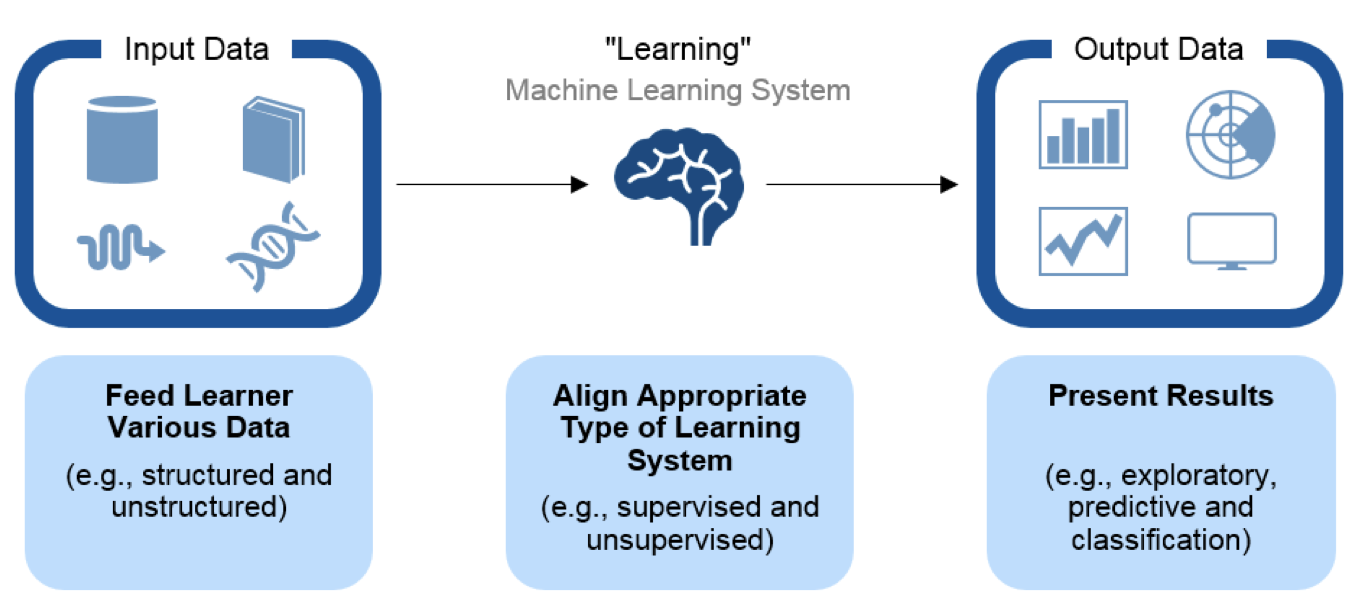 Input Data
"Learning"
Machine Learning System
Output Data
Feed Learner
Various Data
(e.g., structured and
unstructured)
Align Appropriate
Type of Learning
System
(e.g., supervised and
unsupervised)
Present Results
(e.g., exploratory,
predictive and
classification)